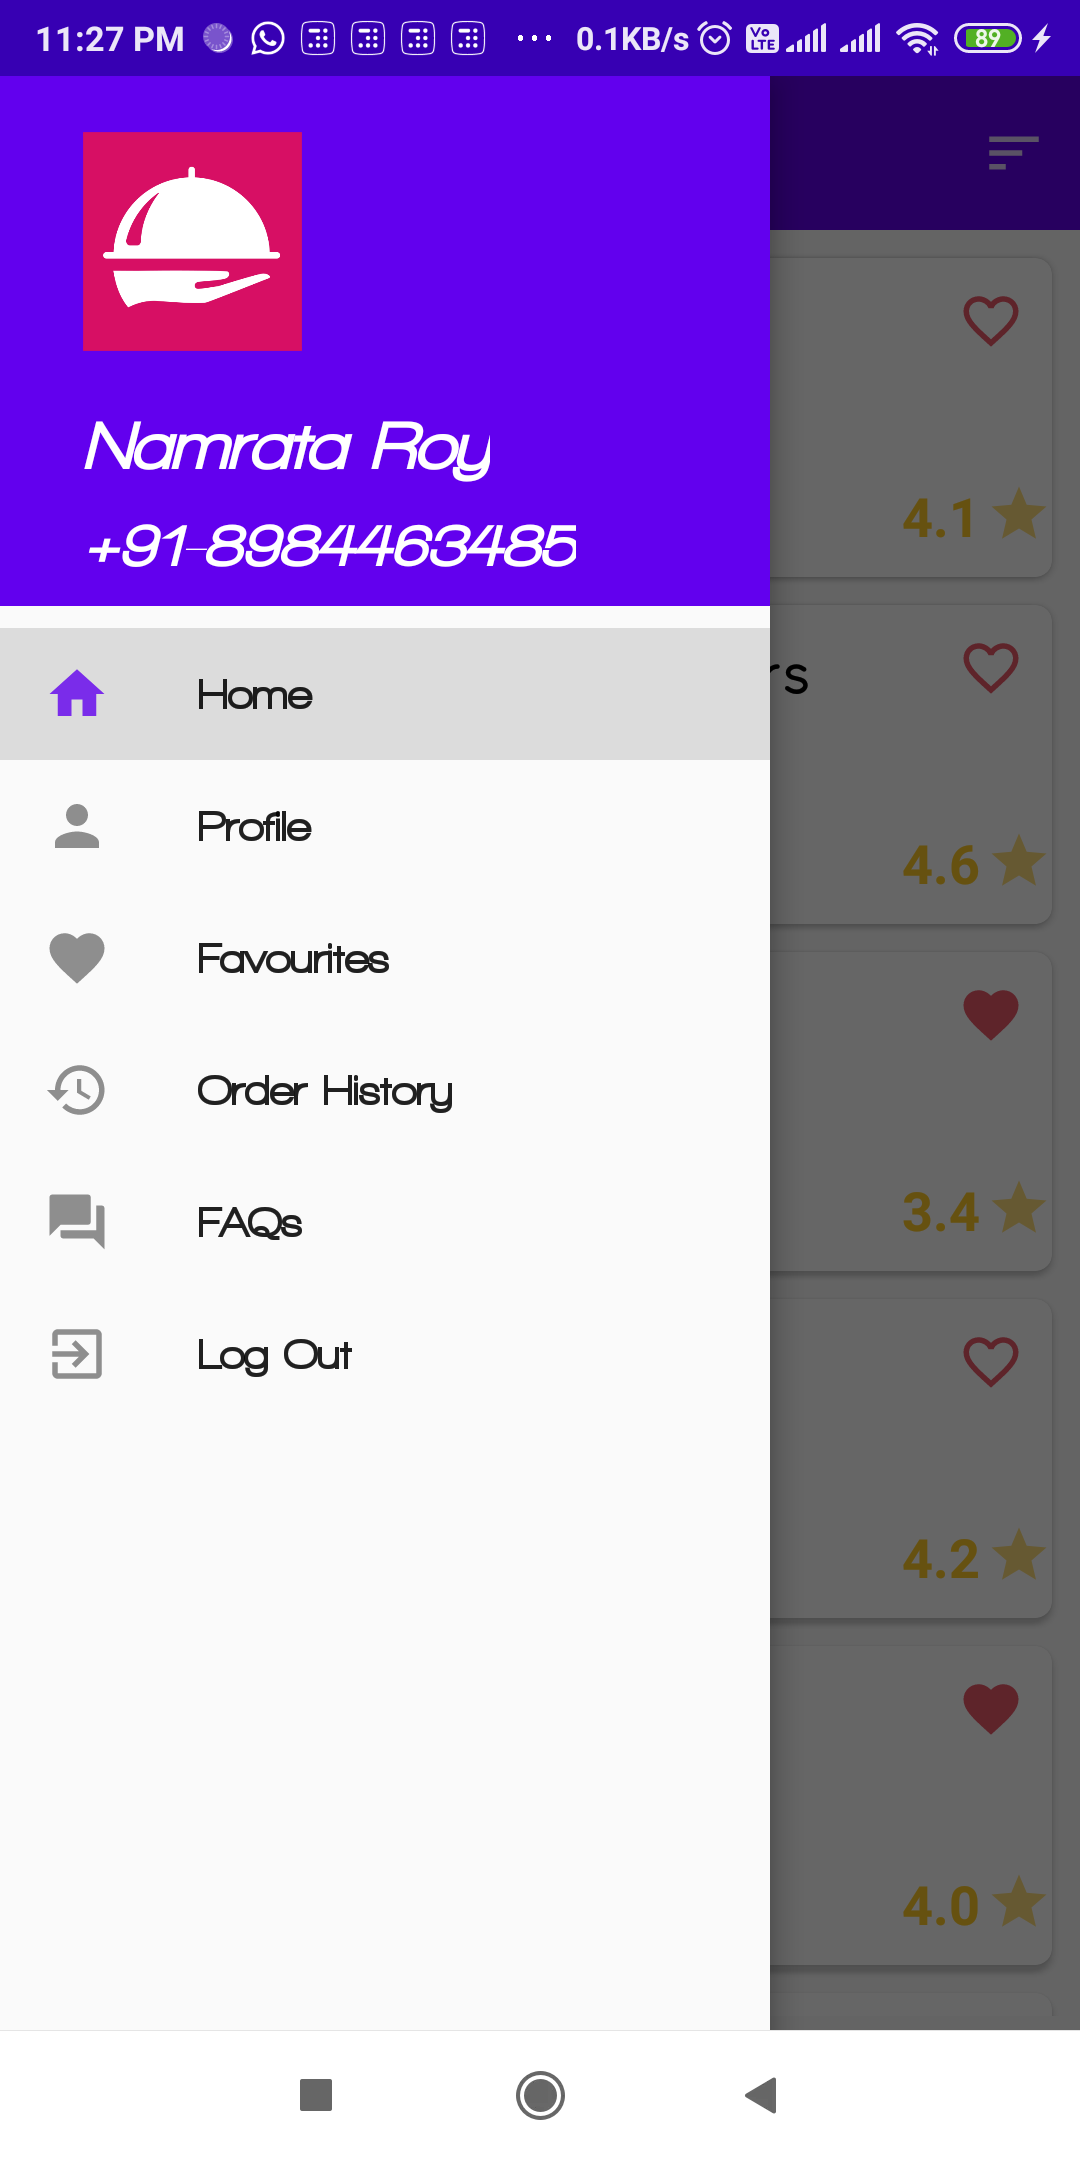 11:27 PM ... 0.1KB/s Vo LTE 89
Namrata Roy
+91-8984463485
Home
Profile
Favourites
Order History
FAQs
Log Out
4.1
rs
4.6
3.4
4.2
4.0